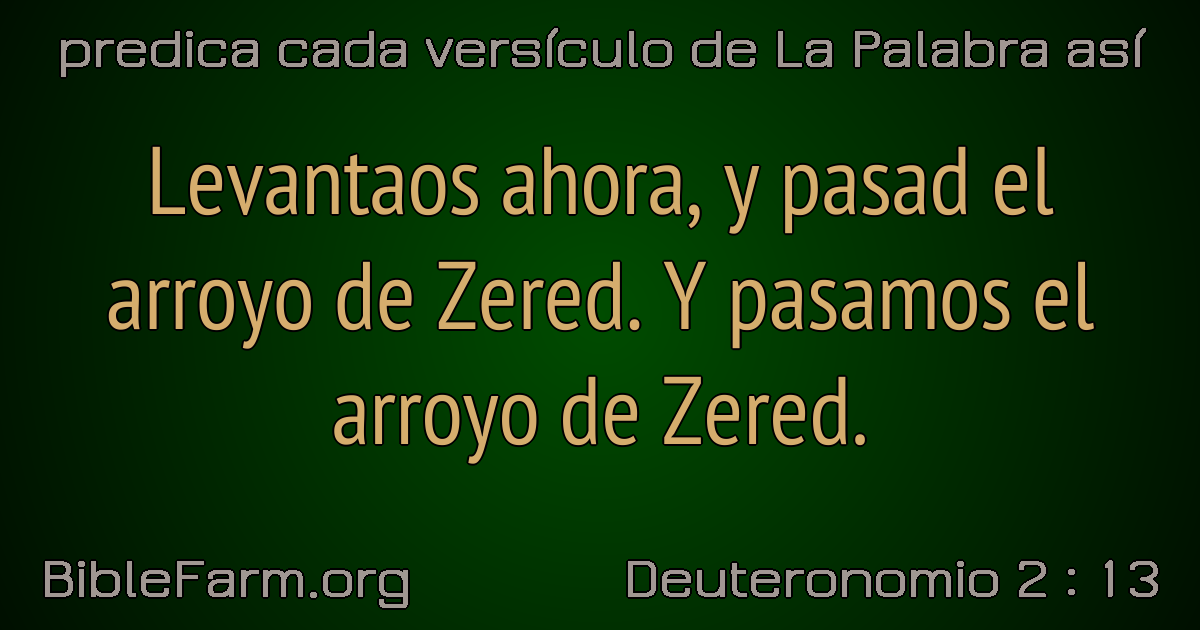 predica cada versículo de La Palabra así
Levantaos ahora, y pasad el
arroyo de Zered. Y pasamos el
arroyo de Zered.
BibleFarm.org
Deuteronomio 2 : 13